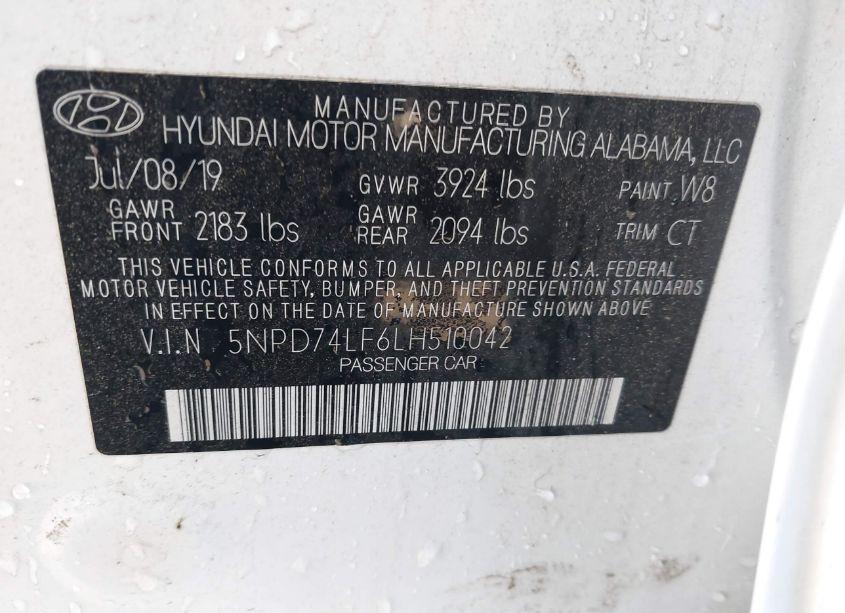 MANUFACTURED BY
HYUNDAI MOTOR MANUFACTURING ALABAMA, LLC
Jul/08/19 GVWR 3924 lbs PAINT W8
GAWR FRONT 2183 lbs GAWR REAR 2094 lbs TRIM CT
THIS VEHICLE CONFORMS TO ALL APPLICABLE U.S.A. FEDERAL
MOTOR VEHICLE SAFETY, BUMPER, AND THEFT PREVENTION STANDARDS
IN EFFECT ON THE DATE OF MANUFACTURE SHOWN ABOVE
V.I.N 5NPD74LF6LH510042
PASSENGER CAR